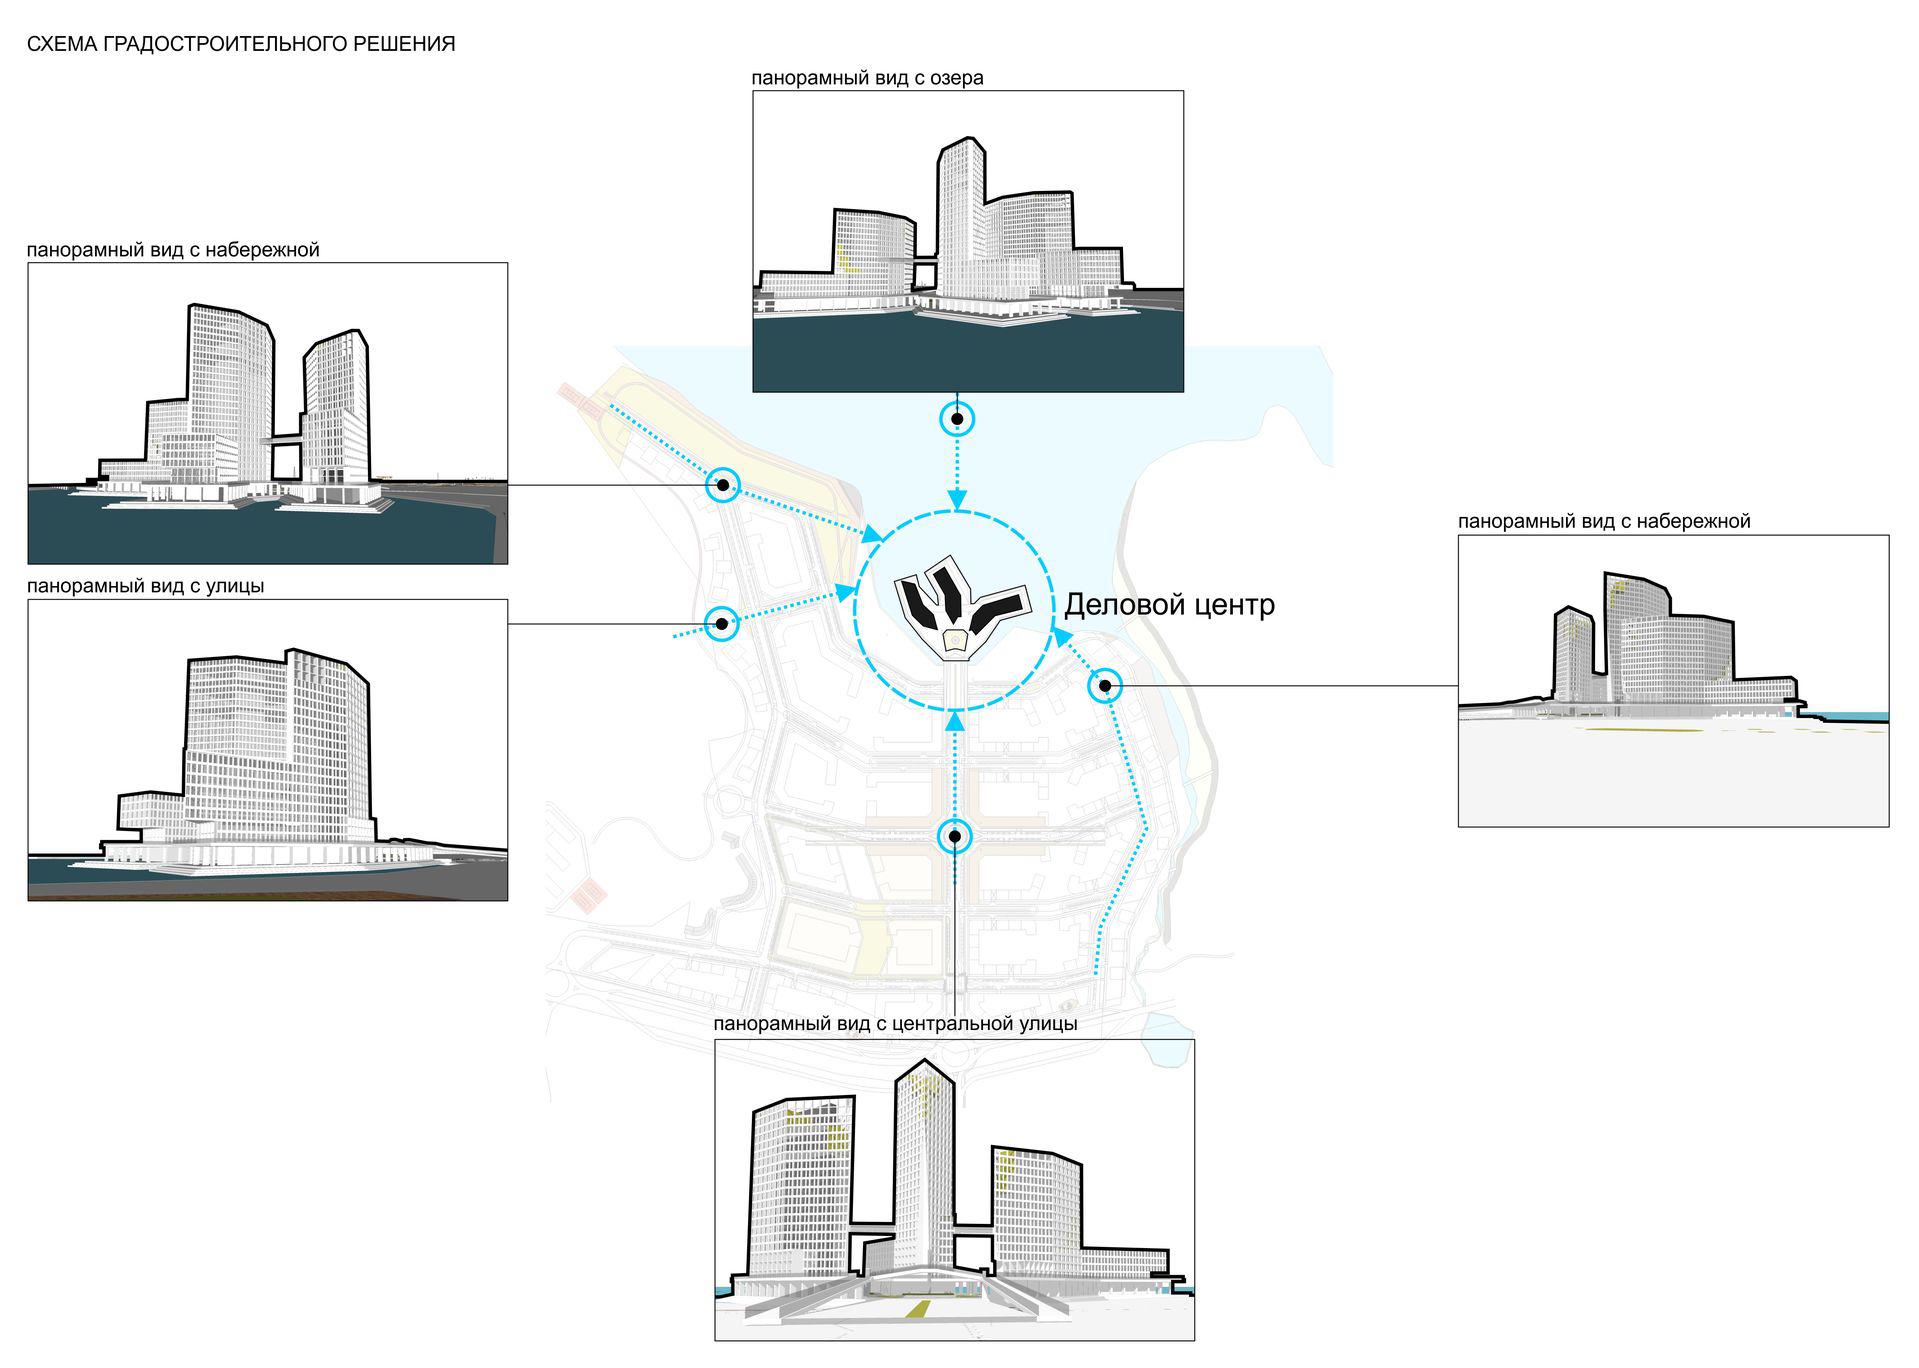 СХЕМА ГРАДОСТРОИТЕЛЬНОГО РЕШЕНИЯ
панорамный вид с озера
панорамный вид с набережной
панорамный вид с набережной
панорамный вид с улицы
Деловой центр
панорамный вид с центральной улицы